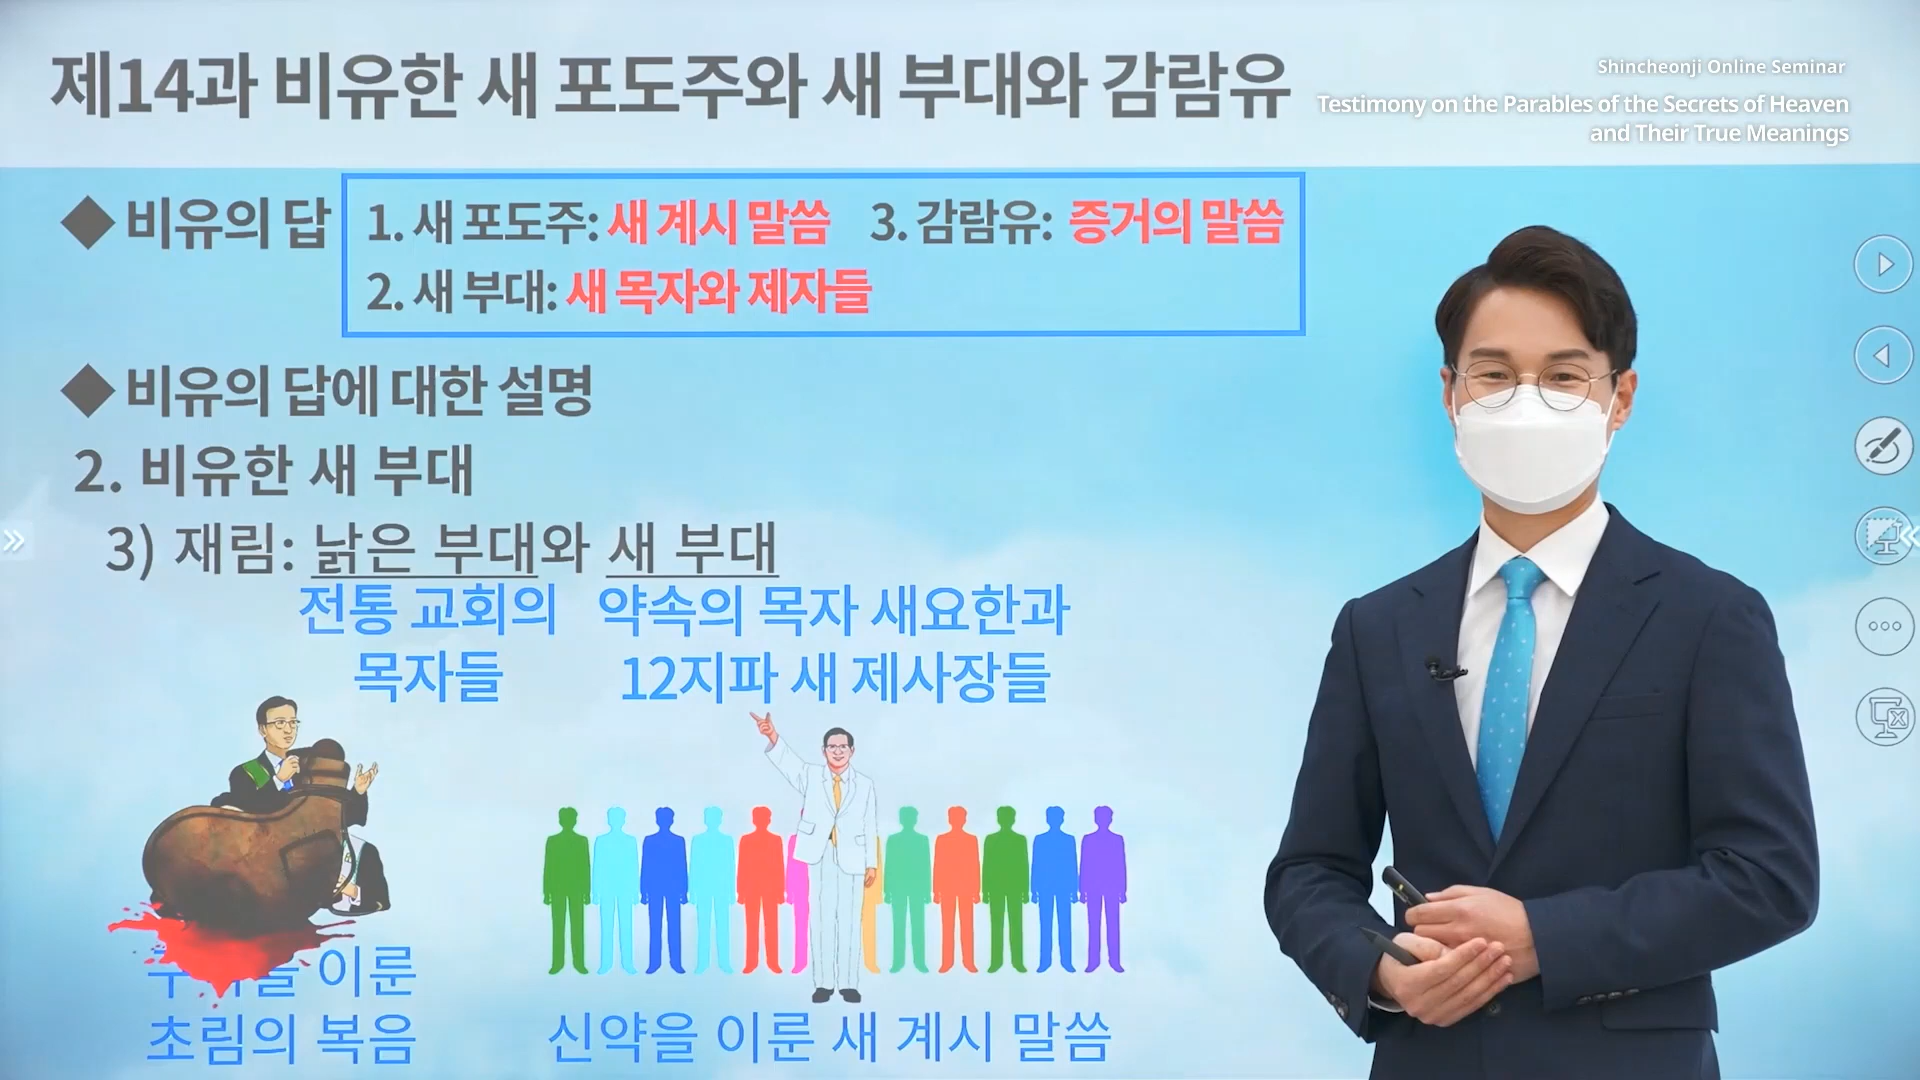 제14과 비유한 새 포도주와 새 부대와 감람유
Shincheonji Online Seminar
Testimony on the Parables of the Secrets of Heaven
and Their True Meanings
◆비유의 답
1. 새 포도주: 새 계시 말씀 3. 감람유: 증거의 말씀
2. 새 부대: 새 목자와 제자들
◆비유의 답에 대한 설명
2. 비유한 새 부대
3) 재림: 낡은 부대와 새 부대
전통 교회의
목자들
약속의 목자 새요한과
12지파 새 제사장들
이룬
초림의 복음
신약을 이룬 새 계시 말씀